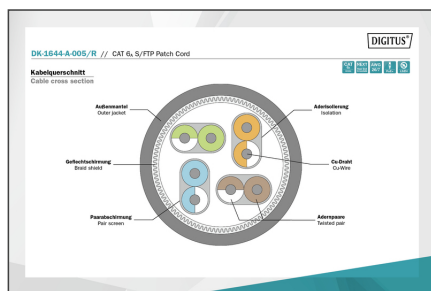 DIGITUS®
DK-1644-A-005/R // CAT 6A S/FTP Patch Cord
Kabelquerschnitt
Cable cross section
Außenmantel
Outer jacket
Aderisolierung
Isolation
Geflechtschirmung
Braid shield
Cu-Draht
Cu-Wire
Paarabschirmung
Pair screen
Adernpaare
Twisted pair